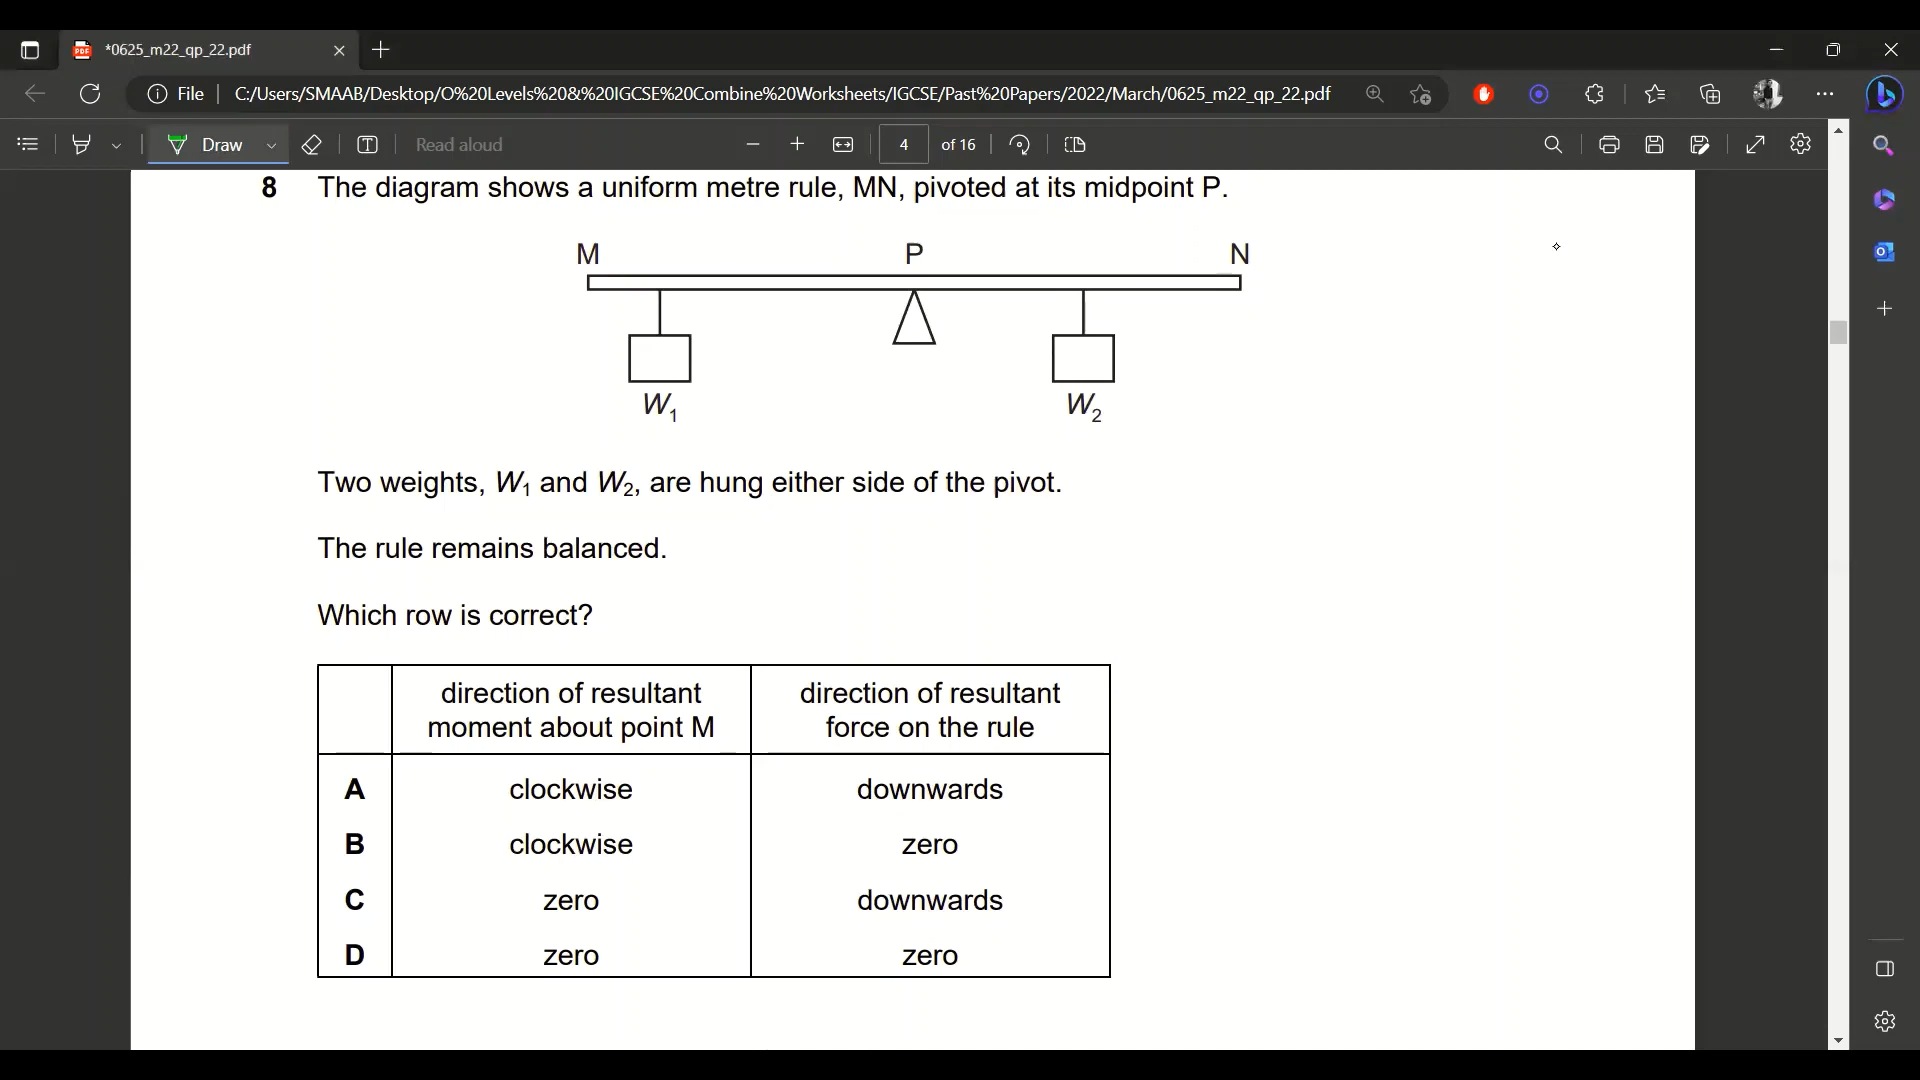 *0625_m22_qp_22.pdf
File
C:/Users/SMAAB/Desktop/O%20Levels%20&%20IGCSE%20Combine%20Worksheets/IGCSE/Past%20Papers/2022/March/0625_m22_qp_22.pdf
Draw
Read aloud
4 of 16
8 The diagram shows a uniform metre rule, MN, pivoted at its midpoint P.
M P N
W1 W2
Two weights, W1 and W2, are hung either side of the pivot.
The rule remains balanced.
Which row is correct?
direction of resultant moment about point M
direction of resultant force on the rule
A clockwise downwards
B clockwise zero
C zero downwards
D zero zero